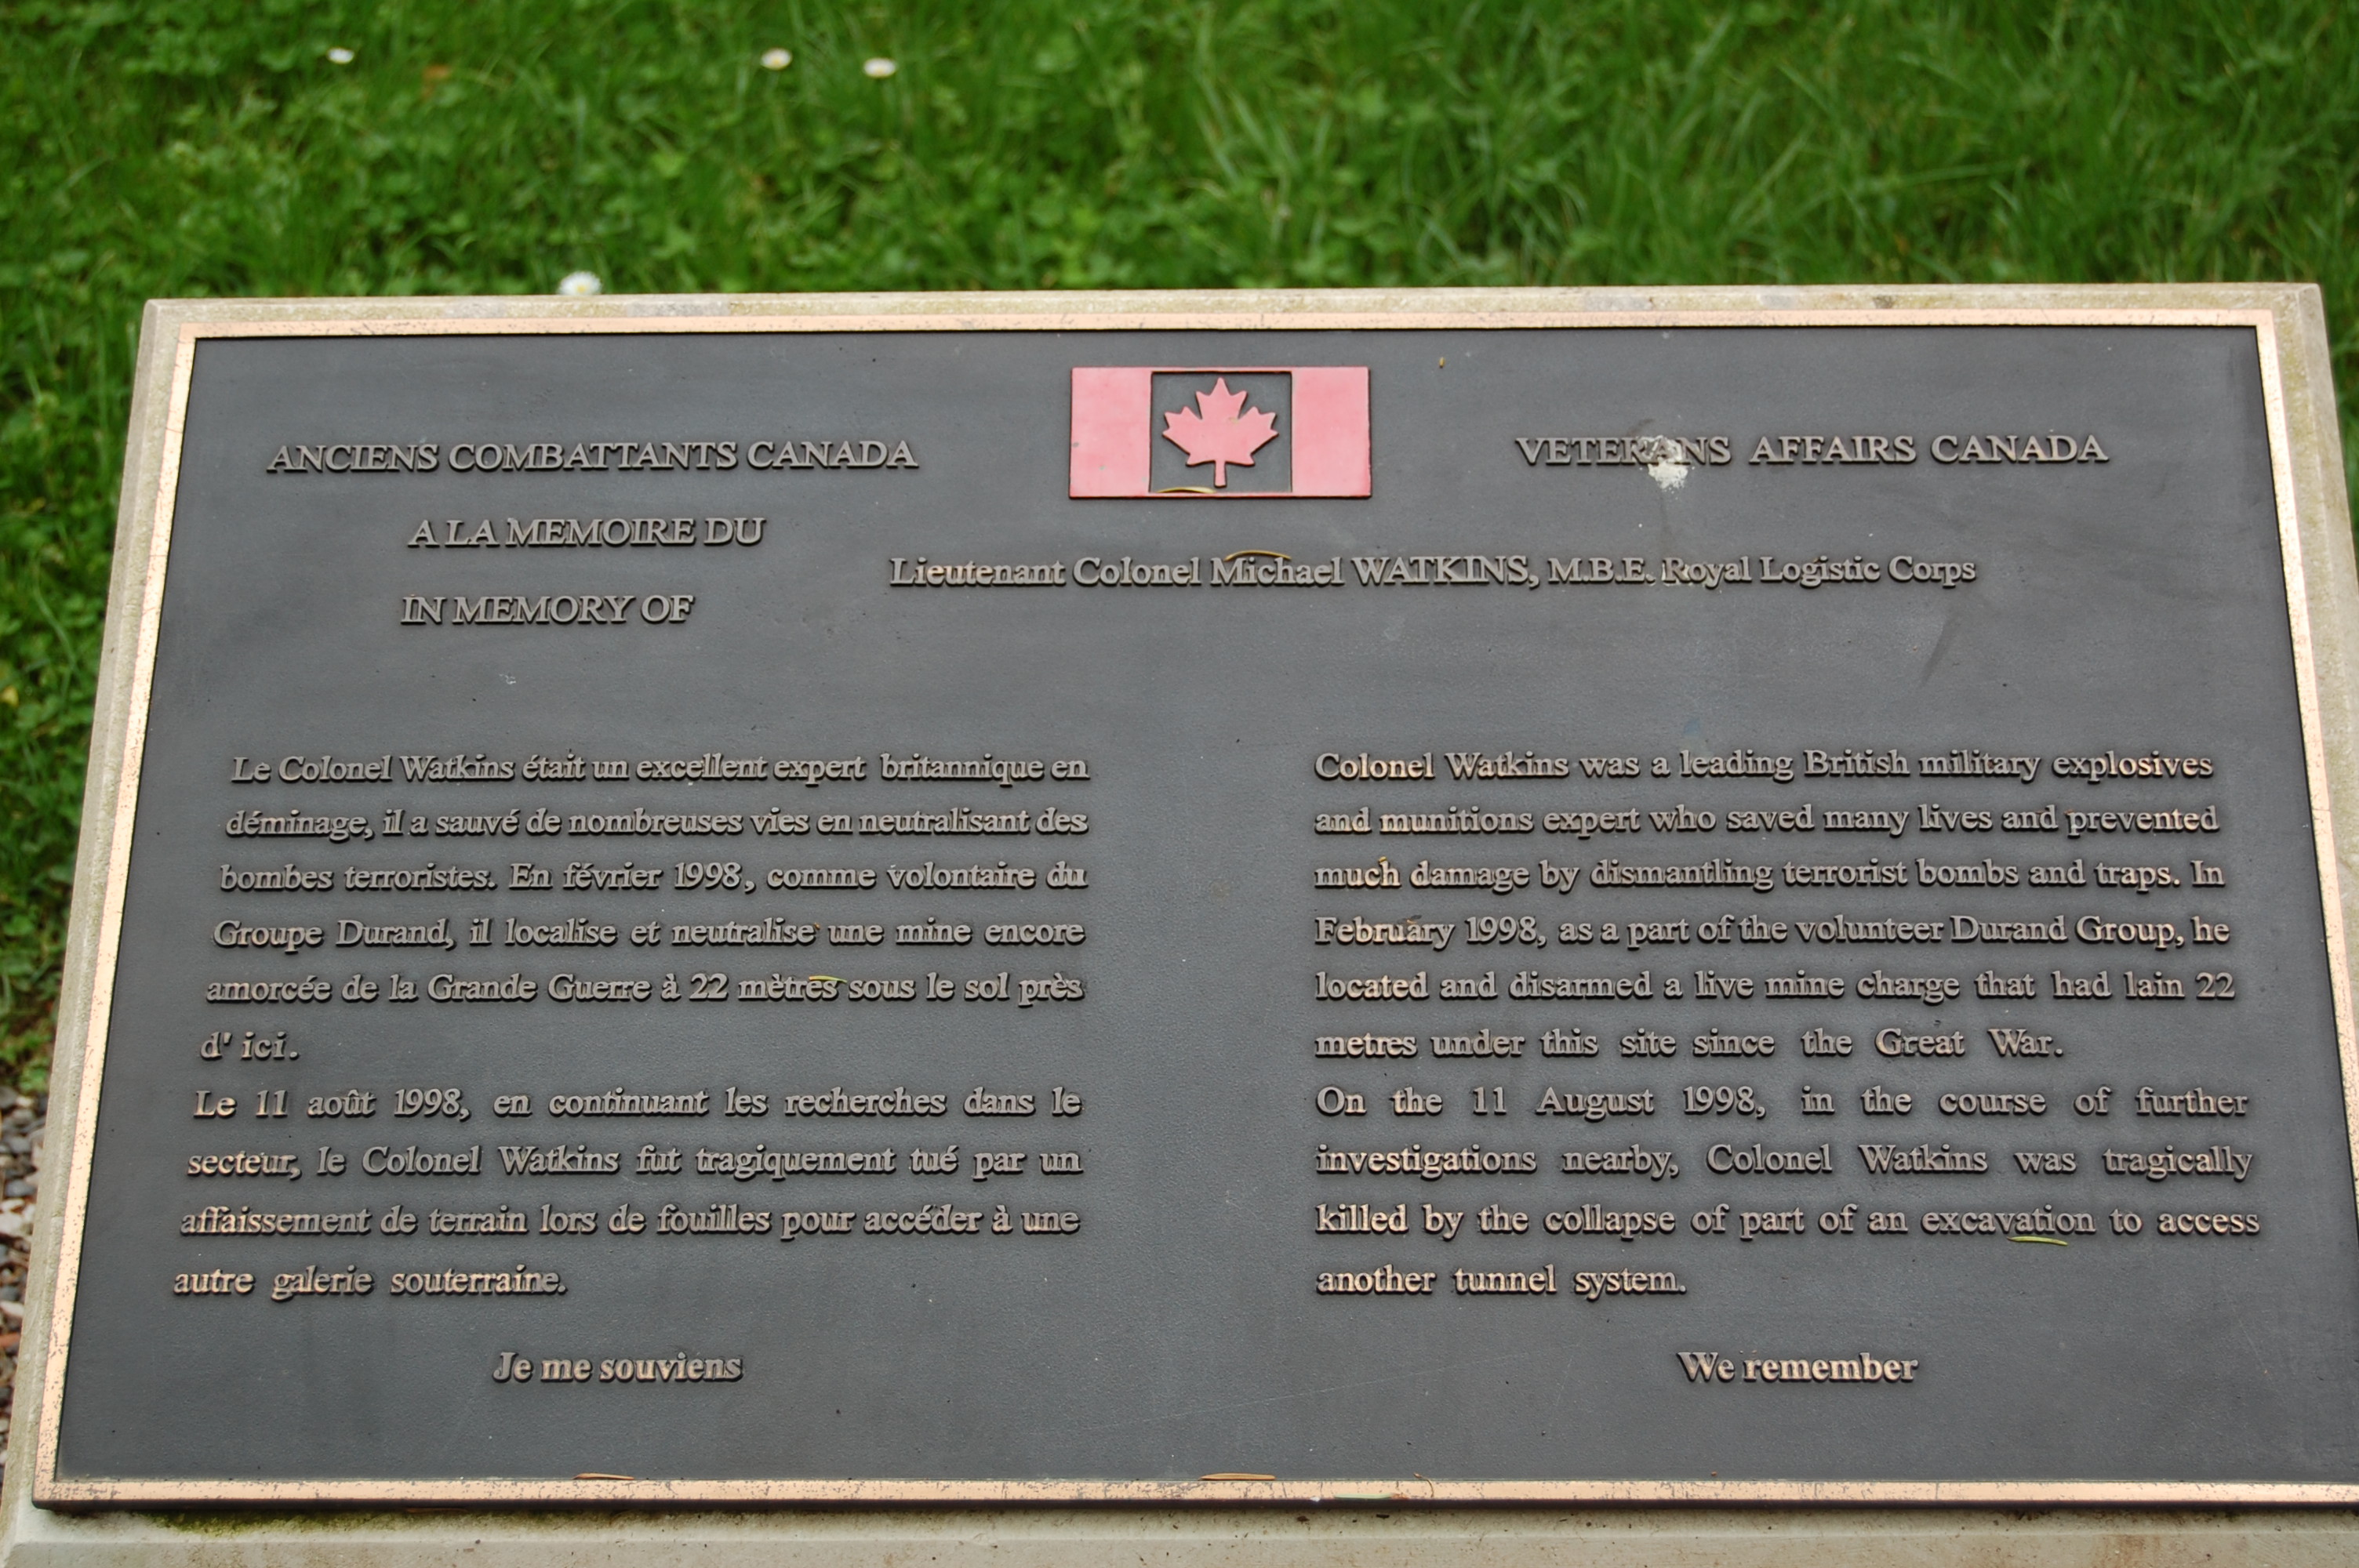 ANCIENS COMBATTANTS CANADA
VETERANS AFFAIRS CANADA
A LA MEMOIRE DU
Lieutenant Colonel Michael WATKINS, M.B.E. Royal Logistic Corps
IN MEMORY OF
Le Colonel Watkins était un excellent expert britannique en
déminage, il a sauvé de nombreuses vies en neutralisant des
bombes terroristes. En février 1998, comme volontaire du
Groupe Durand, il localise et neutralise une mine encore
amorcée de la Grande Guerre à 22 mètres sous le sol près
d' ici.
Le 11 août 1998, en continuant les recherches dans le
secteur, le Colonel Watkins fut tragiquement tué par un
affaissement de terrain lors de fouilles pour accéder à une
autre galerie souterraine.
Je me souviens
Colonel Watkins was a leading British military explosives
and munitions expert who saved many lives and prevented
much damage by dismantling terrorist bombs and traps. In
February 1998, as a part of the volunteer Durand Group, he
located and disarmed a live mine charge that had lain 22
metres under this site since the Great War.
On the 11 August 1998, in the course of further
investigations nearby, Colonel Watkins was tragically
killed by the collapse of part of an excavation to access
another tunnel system.
We remember